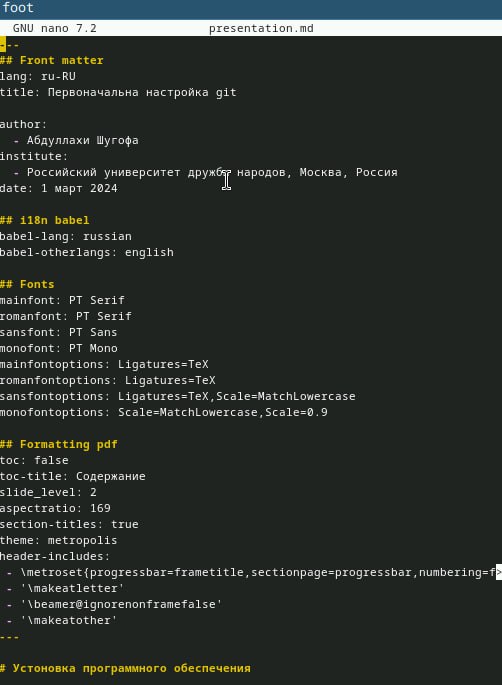 foot
GNU nano 7.2 presentation.md
---
## Front matter
lang: ru-RU
title: Первоначальна настройка git
author:
- Абдуллахи Шугофа
institute:
- Российский университет дружбы народов, Москва, Россия
date: 1 март 2024
## i18n babel
babel-lang: russian
babel-otherlangs: english
## Fonts
mainfont: PT Serif
romanfont: PT Serif
sansfont: PT Sans
monofont: PT Mono
mainfontoptions: Ligatures=TeX
romanfontoptions: Ligatures=TeX
sansfontoptions: Ligatures=TeX,Scale=MatchLowercase
monofontoptions: Scale=MatchLowercase,Scale=0.9
## Formatting pdf
toc: false
toc-title: Содержание
slide_level: 2
aspectratio: 169
section-titles: true
theme: metropolis
header-includes:
- \metroset{progressbar=frametitle,sectionpage=progressbar,numbering=f>
- '\makeatletter'
- '\beamer@ignorenonframefalse'
- '\makeatother'
---
# Устоновка программного обеспечения